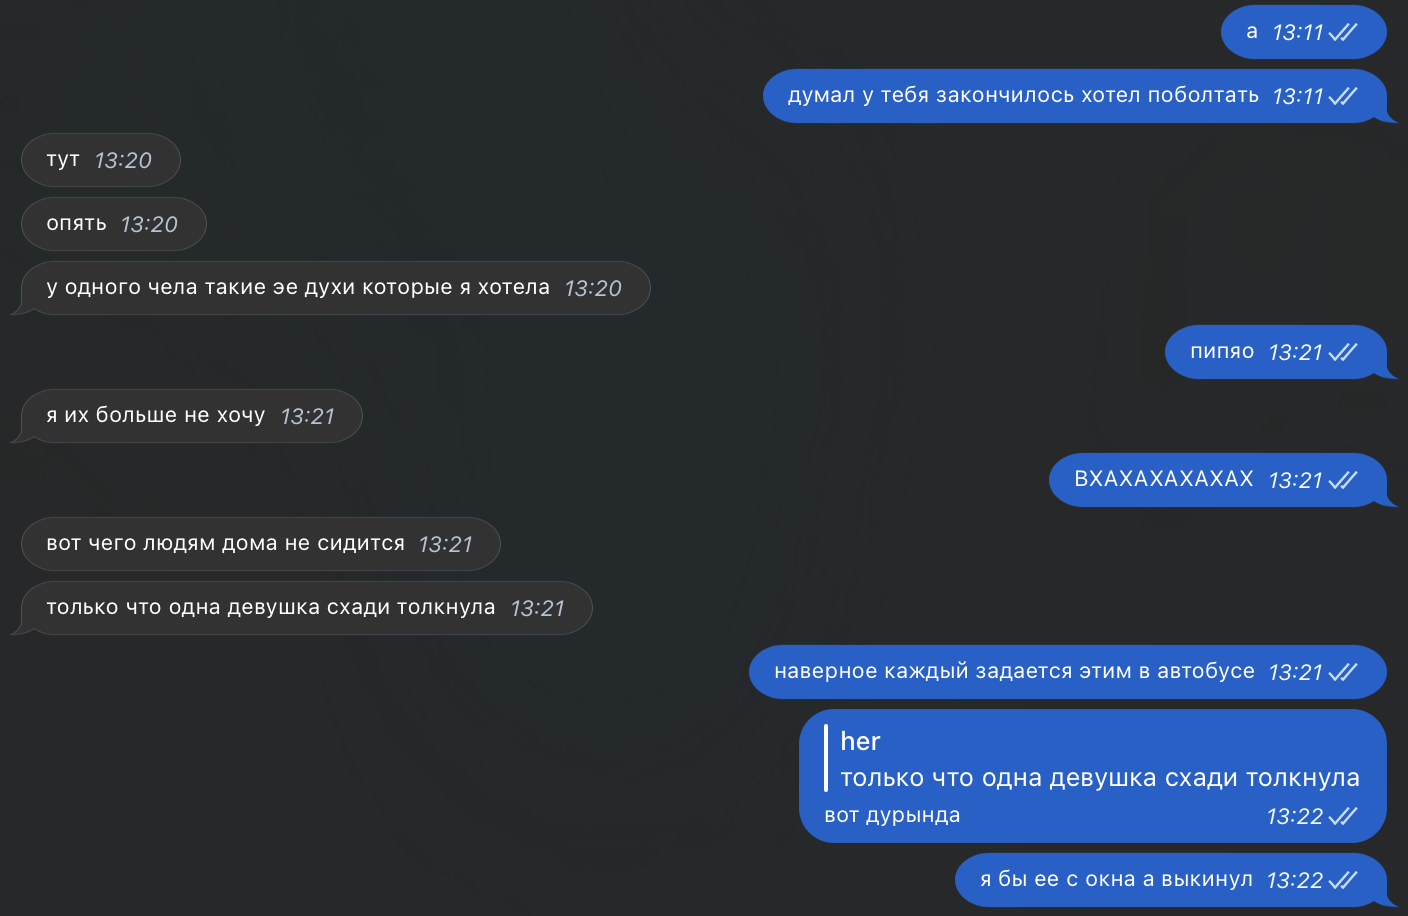 а 13:11
думал у тебя закончилось хотел поболтать 13:11
тут 13:20
опять 13:20
у одного чела такие эе духи которые я хотела 13:20
пипяо 13:21
я их больше не хочу 13:21
ВХАХАХАХАХАХ 13:21
вот чего людям дома не сидится 13:21
только что одна девушка схади толкнула 13:21
наверное каждый задается этим в автобусе 13:21
her
только что одна девушка схади толкнула
вот дурында 13:22
я бы ее с окна а выкинул 13:22